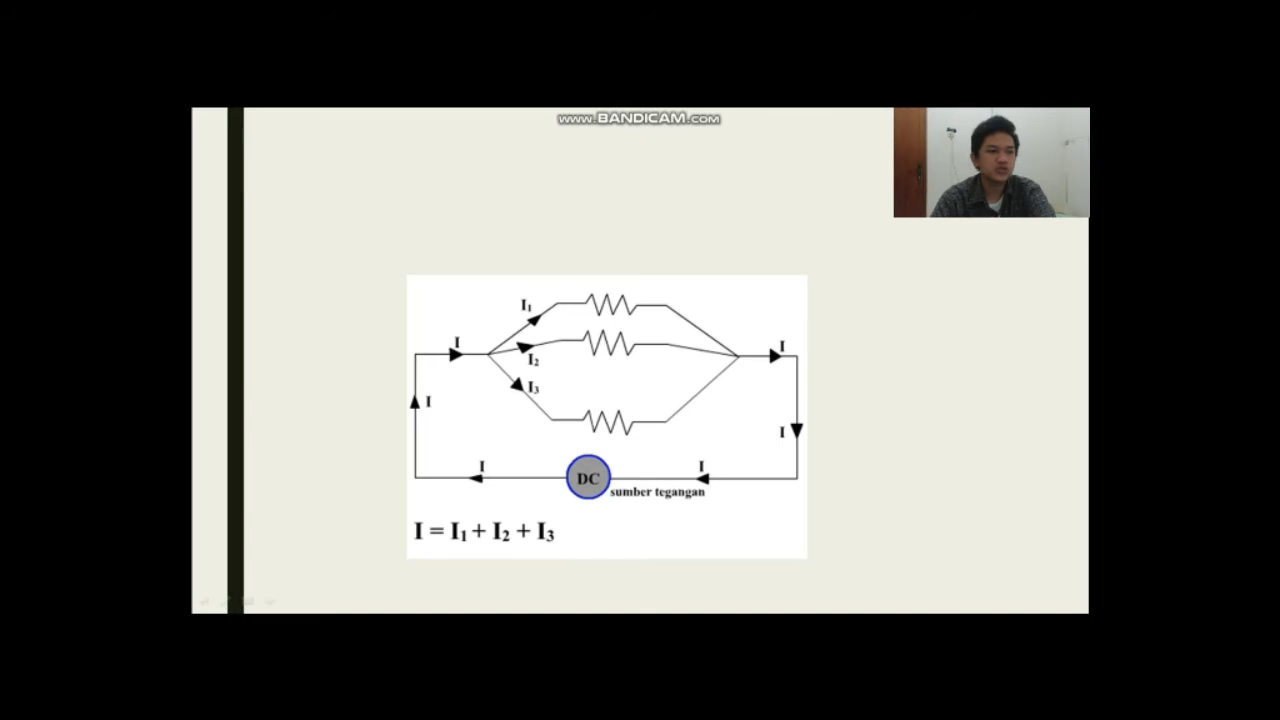 www.BANDICAM.com
I₁
I
I
I₂
I₃
I
I
I
I
DC
sumber tegangan
I = I₁ + I₂ + I₃